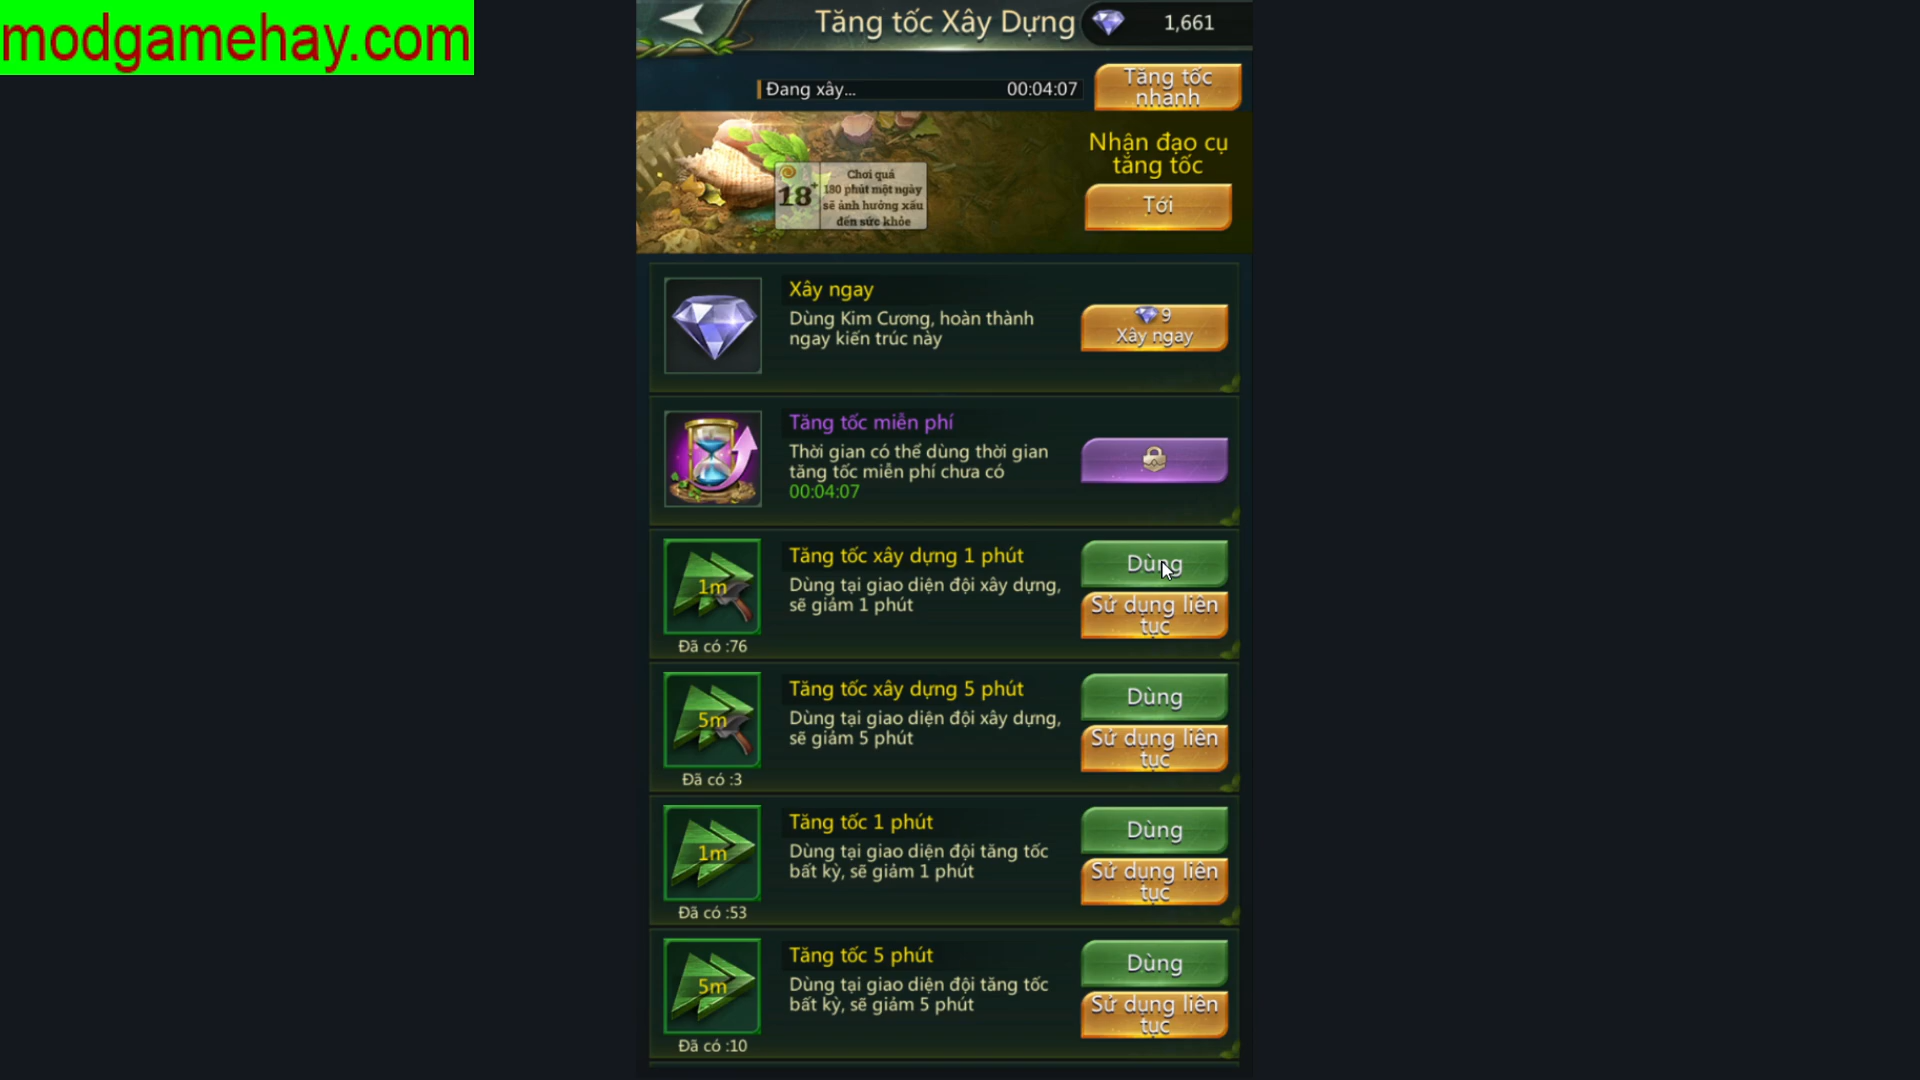 modgamehay.com
Tăng tốc Xây Dựng
1,661
Đang xây...
00:04:07
Tăng tốc
nhanh
Nhận đạo cụ
tăng tốc
Tới
18+
Chơi quá
180 phút một ngày
sẽ ảnh hưởng xấu
đến sức khỏe
Xây ngay
Dùng Kim Cương, hoàn thành
ngay kiến trúc này
9
Xây ngay
Tăng tốc miễn phí
Thời gian có thể dùng thời gian
tăng tốc miễn phí chưa có
00:04:07
1m
Đã có :76
Tăng tốc xây dựng 1 phút
Dùng tại giao diện đội xây dựng,
sẽ giảm 1 phút
Dùng
Sử dụng liên
tục
5m
Đã có :3
Tăng tốc xây dựng 5 phút
Dùng tại giao diện đội xây dựng,
sẽ giảm 5 phút
Dùng
Sử dụng liên
tục
1m
Đã có :53
Tăng tốc 1 phút
Dùng tại giao diện đội tăng tốc
bất kỳ, sẽ giảm 1 phút
Dùng
Sử dụng liên
tục
5m
Đã có :10
Tăng tốc 5 phút
Dùng tại giao diện đội tăng tốc
bất kỳ, sẽ giảm 5 phút
Dùng
Sử dụng liên
tục